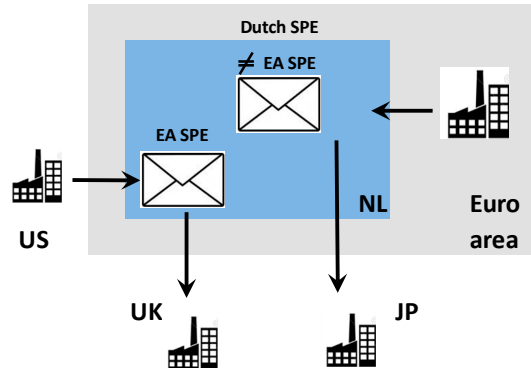 Dutch SPE
≠ EA SPE
EA SPE
NL
Euro
area
US
UK
JP